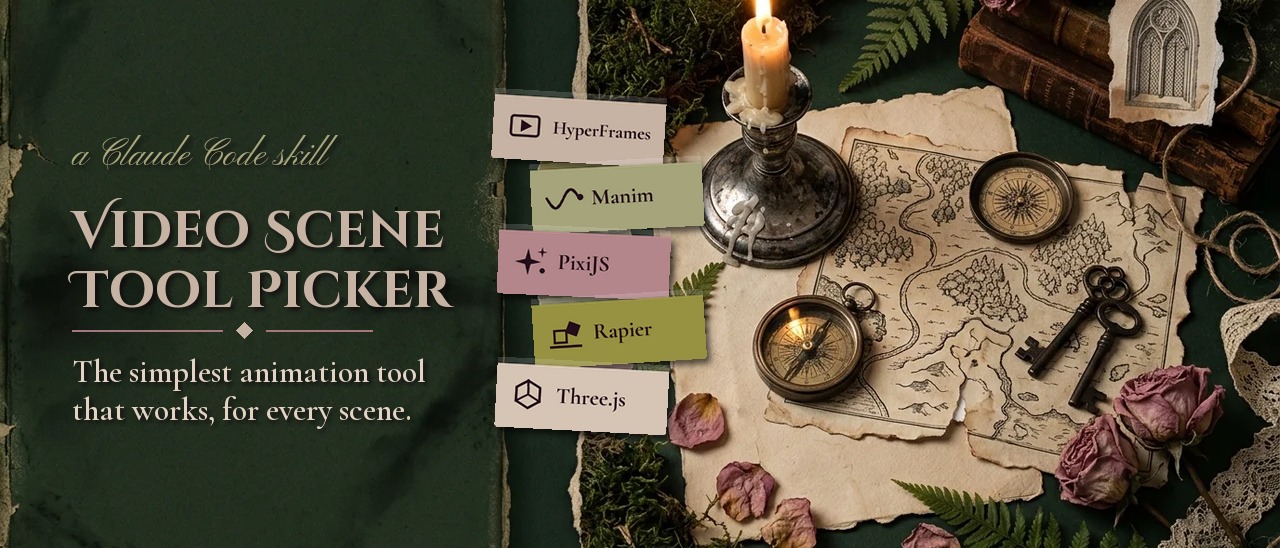 a Claude Code skill
Video Scene
Tool Picker
The simplest animation tool
that works, for every scene.
HyperFrames
Manim
PixiJS
Rapier
Three.js